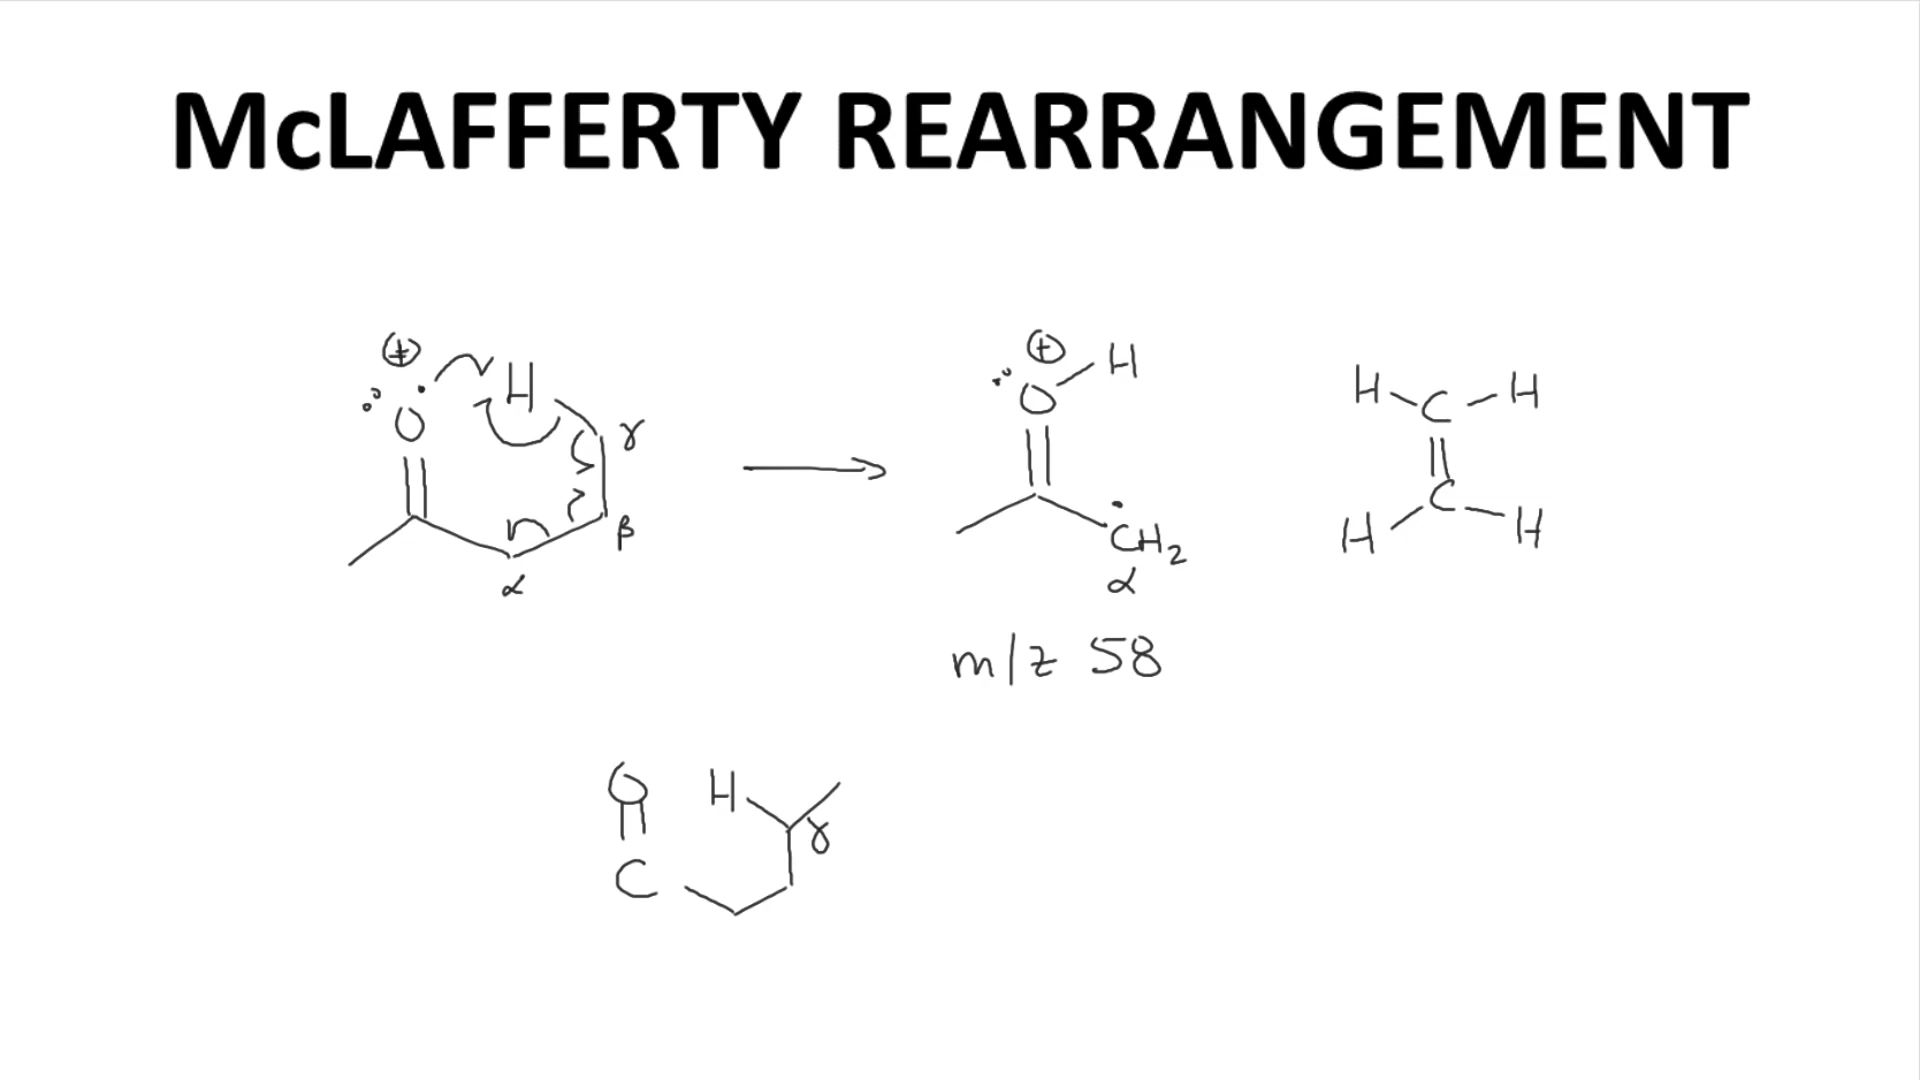 McLAFFERTY REARRANGEMENT
⊕ H
O γ
β
α
⊕ H
O
CH2
α
m/z 58
H C H
H C H
O H
γ
C